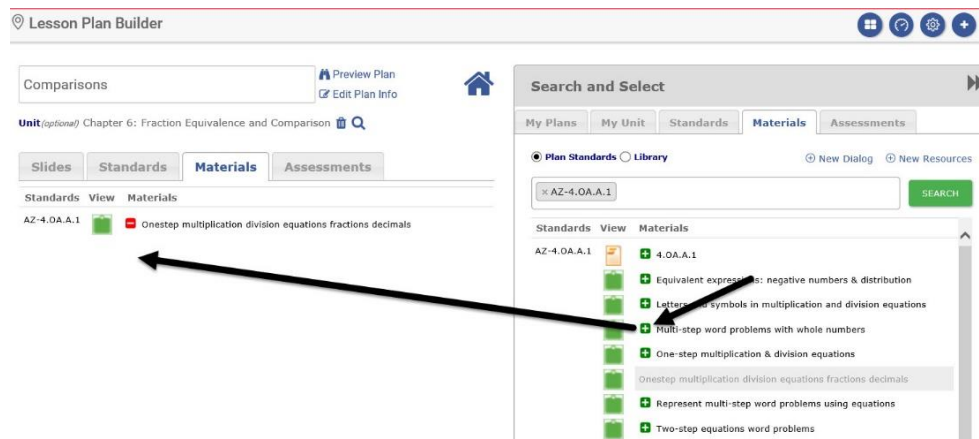 Lesson Plan Builder
Comparisons
Preview Plan
Edit Plan Info
Unit(optional) Chapter 6: Fraction Equivalence and Comparison
Slides Standards Materials Assessments
Standards View Materials
AZ-4.OA.A.1 Onestep multiplication division equations fractions decimals
Search and Select
My Plans My Unit Standards Materials Assessments
Plan Standards Library New Dialog New Resources
× AZ-4.OA.A.1 SEARCH
Standards View Materials
AZ-4.OA.A.1 4.OA.A.1
Equivalent expressions: negative numbers & distribution
Letters and symbols in multiplication and division equations
Multi-step word problems with whole numbers
One-step multiplication & division equations
Onestep multiplication division equations fractions decimals
Represent multi-step word problems using equations
Two-step equations word problems